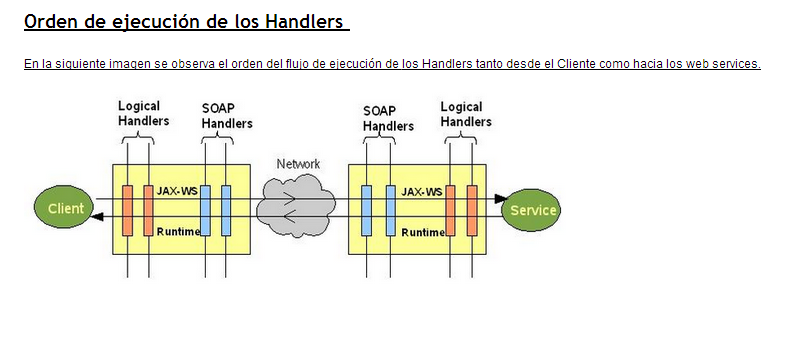 Orden de ejecución de los Handlers
En la siguiente imagen se observa el orden del flujo de ejecución de los Handlers tanto desde el Cliente como hacia los web services.
Logical
Handlers
SOAP
Handlers
Network
SOAP
Handlers
Logical
Handlers
Client
JAX-WS
Runtime
JAX-WS
Runtime
Service